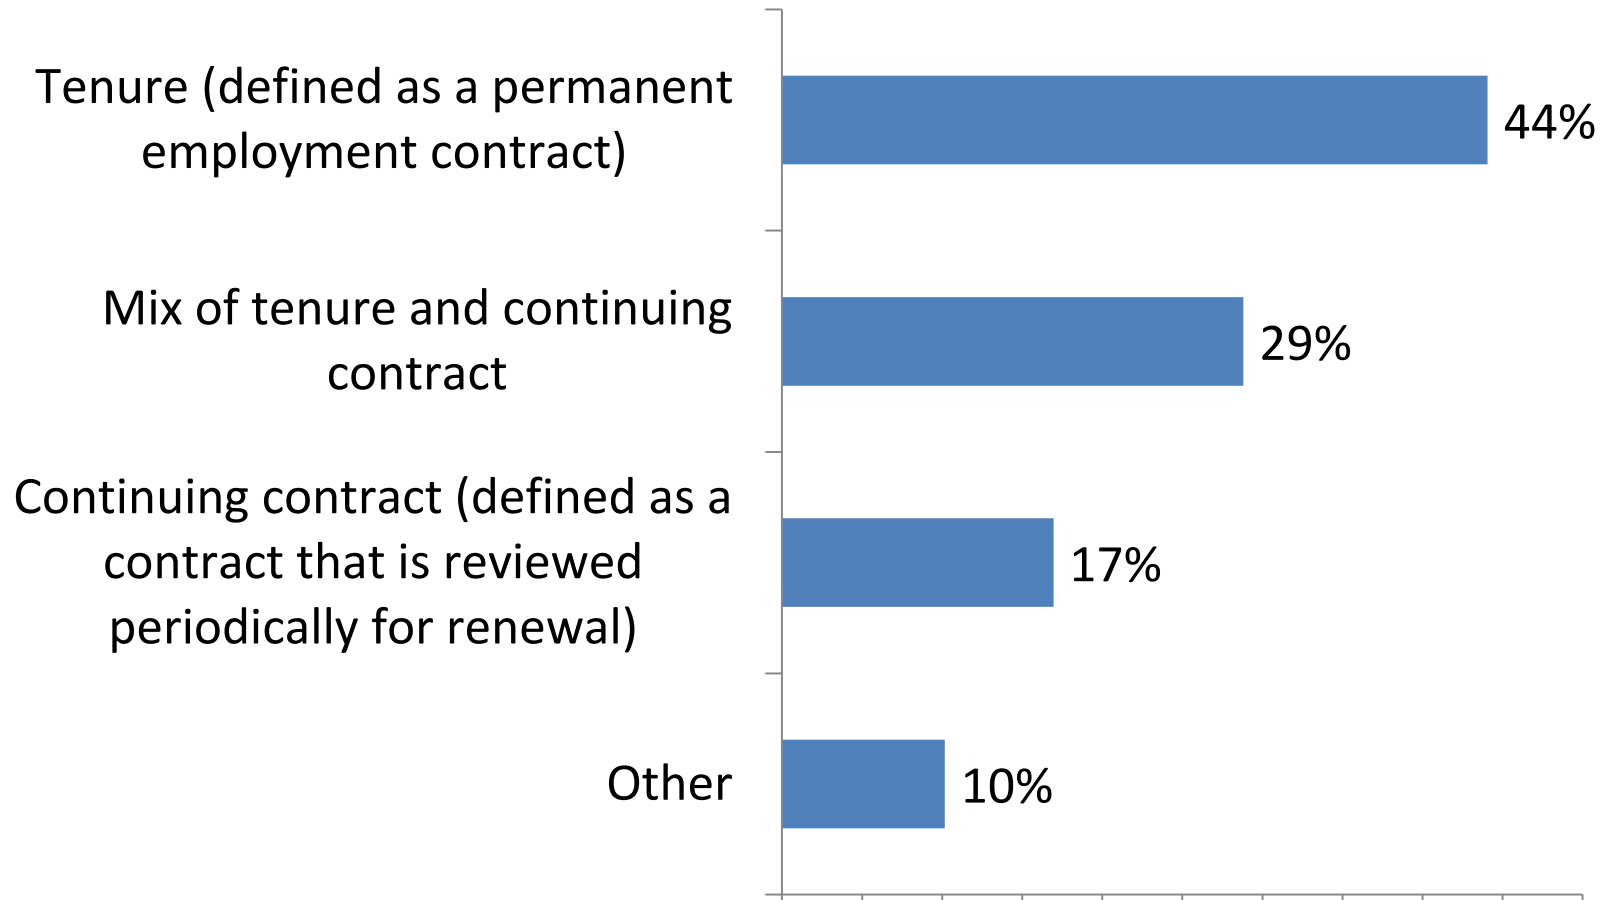 Tenure (defined as a permanent
employment contract)
44%
Mix of tenure and continuing
contract
29%
Continuing contract (defined as a
contract that is reviewed
periodically for renewal)
17%
Other
10%